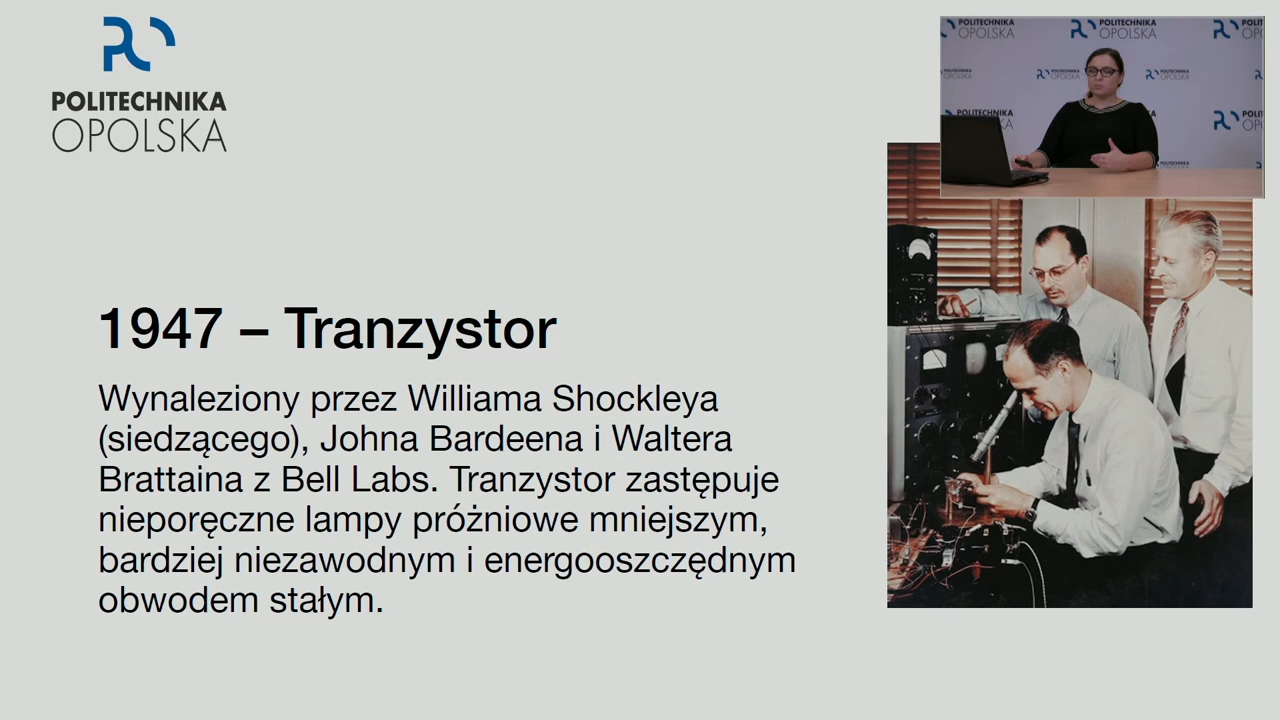 POLITECHNIKA
OPOLSKA
POLITECHNIKA
OPOLSKA
POLITECHNIKA
OPOLSKA
POLITECHNIKA
OPOLSKA
POLITECHNIKA
1947 – Tranzystor
Wynaleziony przez Williama Shockleya
(siedzącego), Johna Bardeena i Waltera
Brattaina z Bell Labs. Tranzystor zastępuje
nieporęczne lampy próżniowe mniejszym,
bardziej niezawodnym i energooszczędnym
obwodem stałym.